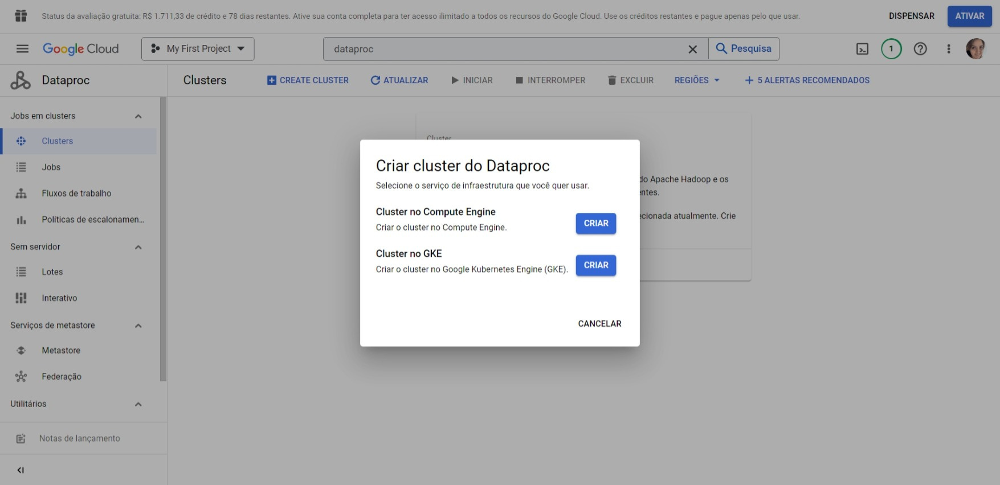 Status da avaliação gratuita: R$ 1.711,33 de crédito e 78 dias restantes. Ative sua conta completa para ter acesso ilimitado a todos os recursos do Google Cloud. Use os créditos restantes e pague apenas pelo que usar.
DISPENSAR
ATIVAR
Google Cloud
My First Project
dataproc
Pesquisa
1
Dataproc
Clusters
CREATE CLUSTER
ATUALIZAR
INICIAR
INTERROMPER
EXCLUIR
REGIÕES
5 ALERTAS RECOMENDADOS
Jobs em clusters
Clusters
Jobs
Fluxos de trabalho
Políticas de escalonamen...
Sem servidor
Lotes
Interativo
Serviços de metastore
Metastore
Federação
Utilitários
Notas de lançamento
Cluster
do Apache Hadoop e os
entes.
ecionada atualmente. Crie
Criar cluster do Dataproc
Selecione o serviço de infraestrutura que você quer usar.
Cluster no Compute Engine
Criar o cluster no Compute Engine.
CRIAR
Cluster no GKE
Criar o cluster no Google Kubernetes Engine (GKE).
CRIAR
CANCELAR